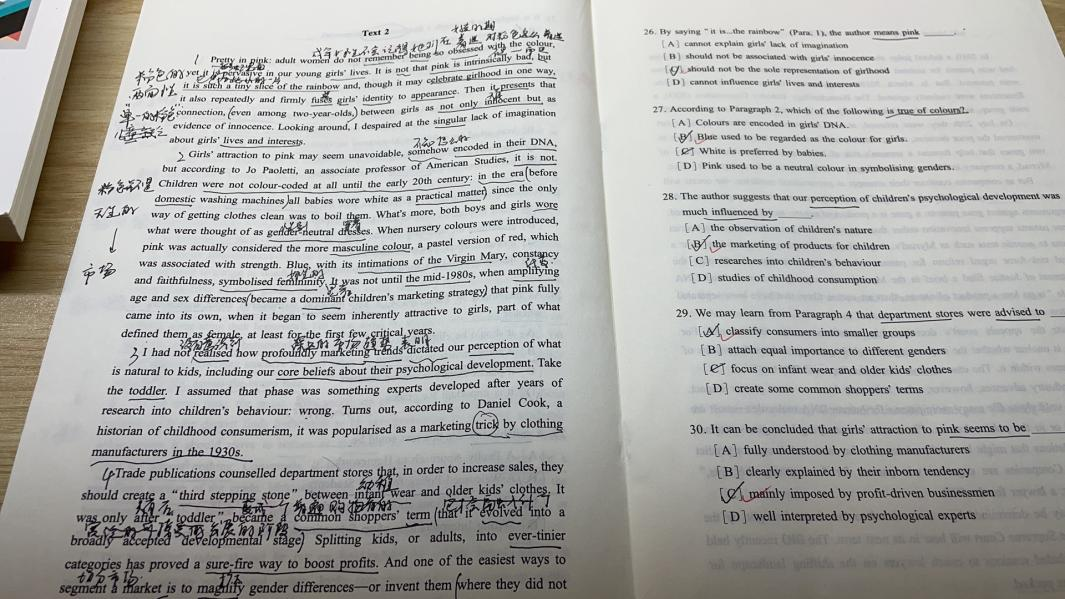 Text 2
Pretty in pink: adult women do not remember being so obsessed with the colour,
yet it is pervasive in our young girls' lives. It is not that pink is intrinsically bad, but
it is such a tiny slice of the rainbow and, though it may celebrate girlhood in one way,
it also repeatedly and firmly fuses girls' identity to appearance. Then it presents that
connection, (even among two-year-olds,) between girls as not only innocent but as
evidence of innocence. Looking around, I despaired at the singular lack of imagination
about girls' lives and interests.
Girls' attraction to pink may seem unavoidable, somehow encoded in their DNA,
but according to Jo Paoletti, an associate professor of American Studies, it is not.
Children were not colour-coded at all until the early 20th century: in the era (before
domestic washing machines) all babies wore white as a practical matter, since the only
way of getting clothes clean was to boil them. What's more, both boys and girls wore
what were thought of as gender-neutral dresses. When nursery colours were introduced,
pink was actually considered the more masculine colour, a pastel version of red, which
was associated with strength. Blue, with its intimations of the Virgin Mary, constancy
and faithfulness, symbolised femininity. It was not until the mid-1980s, when amplifying
age and sex differences (became a dominant children's marketing strategy) that pink fully
came into its own, when it began to seem inherently attractive to girls, part of what
defined them as female, at least for the first few critical years.
I had not realised how profoundly marketing trends dictated our perception of what
is natural to kids, including our core beliefs about their psychological development. Take
the toddler. I assumed that phase was something experts developed after years of
research into children's behaviour: wrong. Turns out, according to Daniel Cook, a
historian of childhood consumerism, it was popularised as a marketing trick by clothing
manufacturers in the 1930s.
Trade publications counselled department stores that, in order to increase sales, they
should create a "third stepping stone" between infant wear and older kids' clothes. It
was only after "toddler" became a common shoppers' term (that it evolved into a
broadly accepted developmental stage) Splitting kids, or adults, into ever-tinier
categories has proved a sure-fire way to boost profits. And one of the easiest ways to
segment a market is to magnify gender differences—or invent them (where they did not
粉色的
两面性
市场
26. By saying "it is...the rainbow" (Para. 1), the author means pink ______.
[A] cannot explain girls' lack of imagination
[B] should not be associated with girls' innocence
[C] should not be the sole representation of girlhood
[D] cannot influence girls' lives and interests
27. According to Paragraph 2, which of the following is true of colours?
[A] Colours are encoded in girls' DNA.
[B] Blue used to be regarded as the colour for girls.
[C] White is preferred by babies.
[D] Pink used to be a neutral colour in symbolising genders.
28. The author suggests that our perception of children's psychological development was
much influenced by ______
[A] the observation of children's nature
[B] the marketing of products for children
[C] researches into children's behaviour
[D] studies of childhood consumption
29. We may learn from Paragraph 4 that department stores were advised to ___
[A] classify consumers into smaller groups
[B] attach equal importance to different genders
[C] focus on infant wear and older kids' clothes
[D] create some common shoppers' terms
30. It can be concluded that girls' attraction to pink seems to be ___
[A] fully understood by clothing manufacturers
[B] clearly explained by their inborn tendency
[C] mainly imposed by profit-driven businessmen
[D] well interpreted by psychological experts